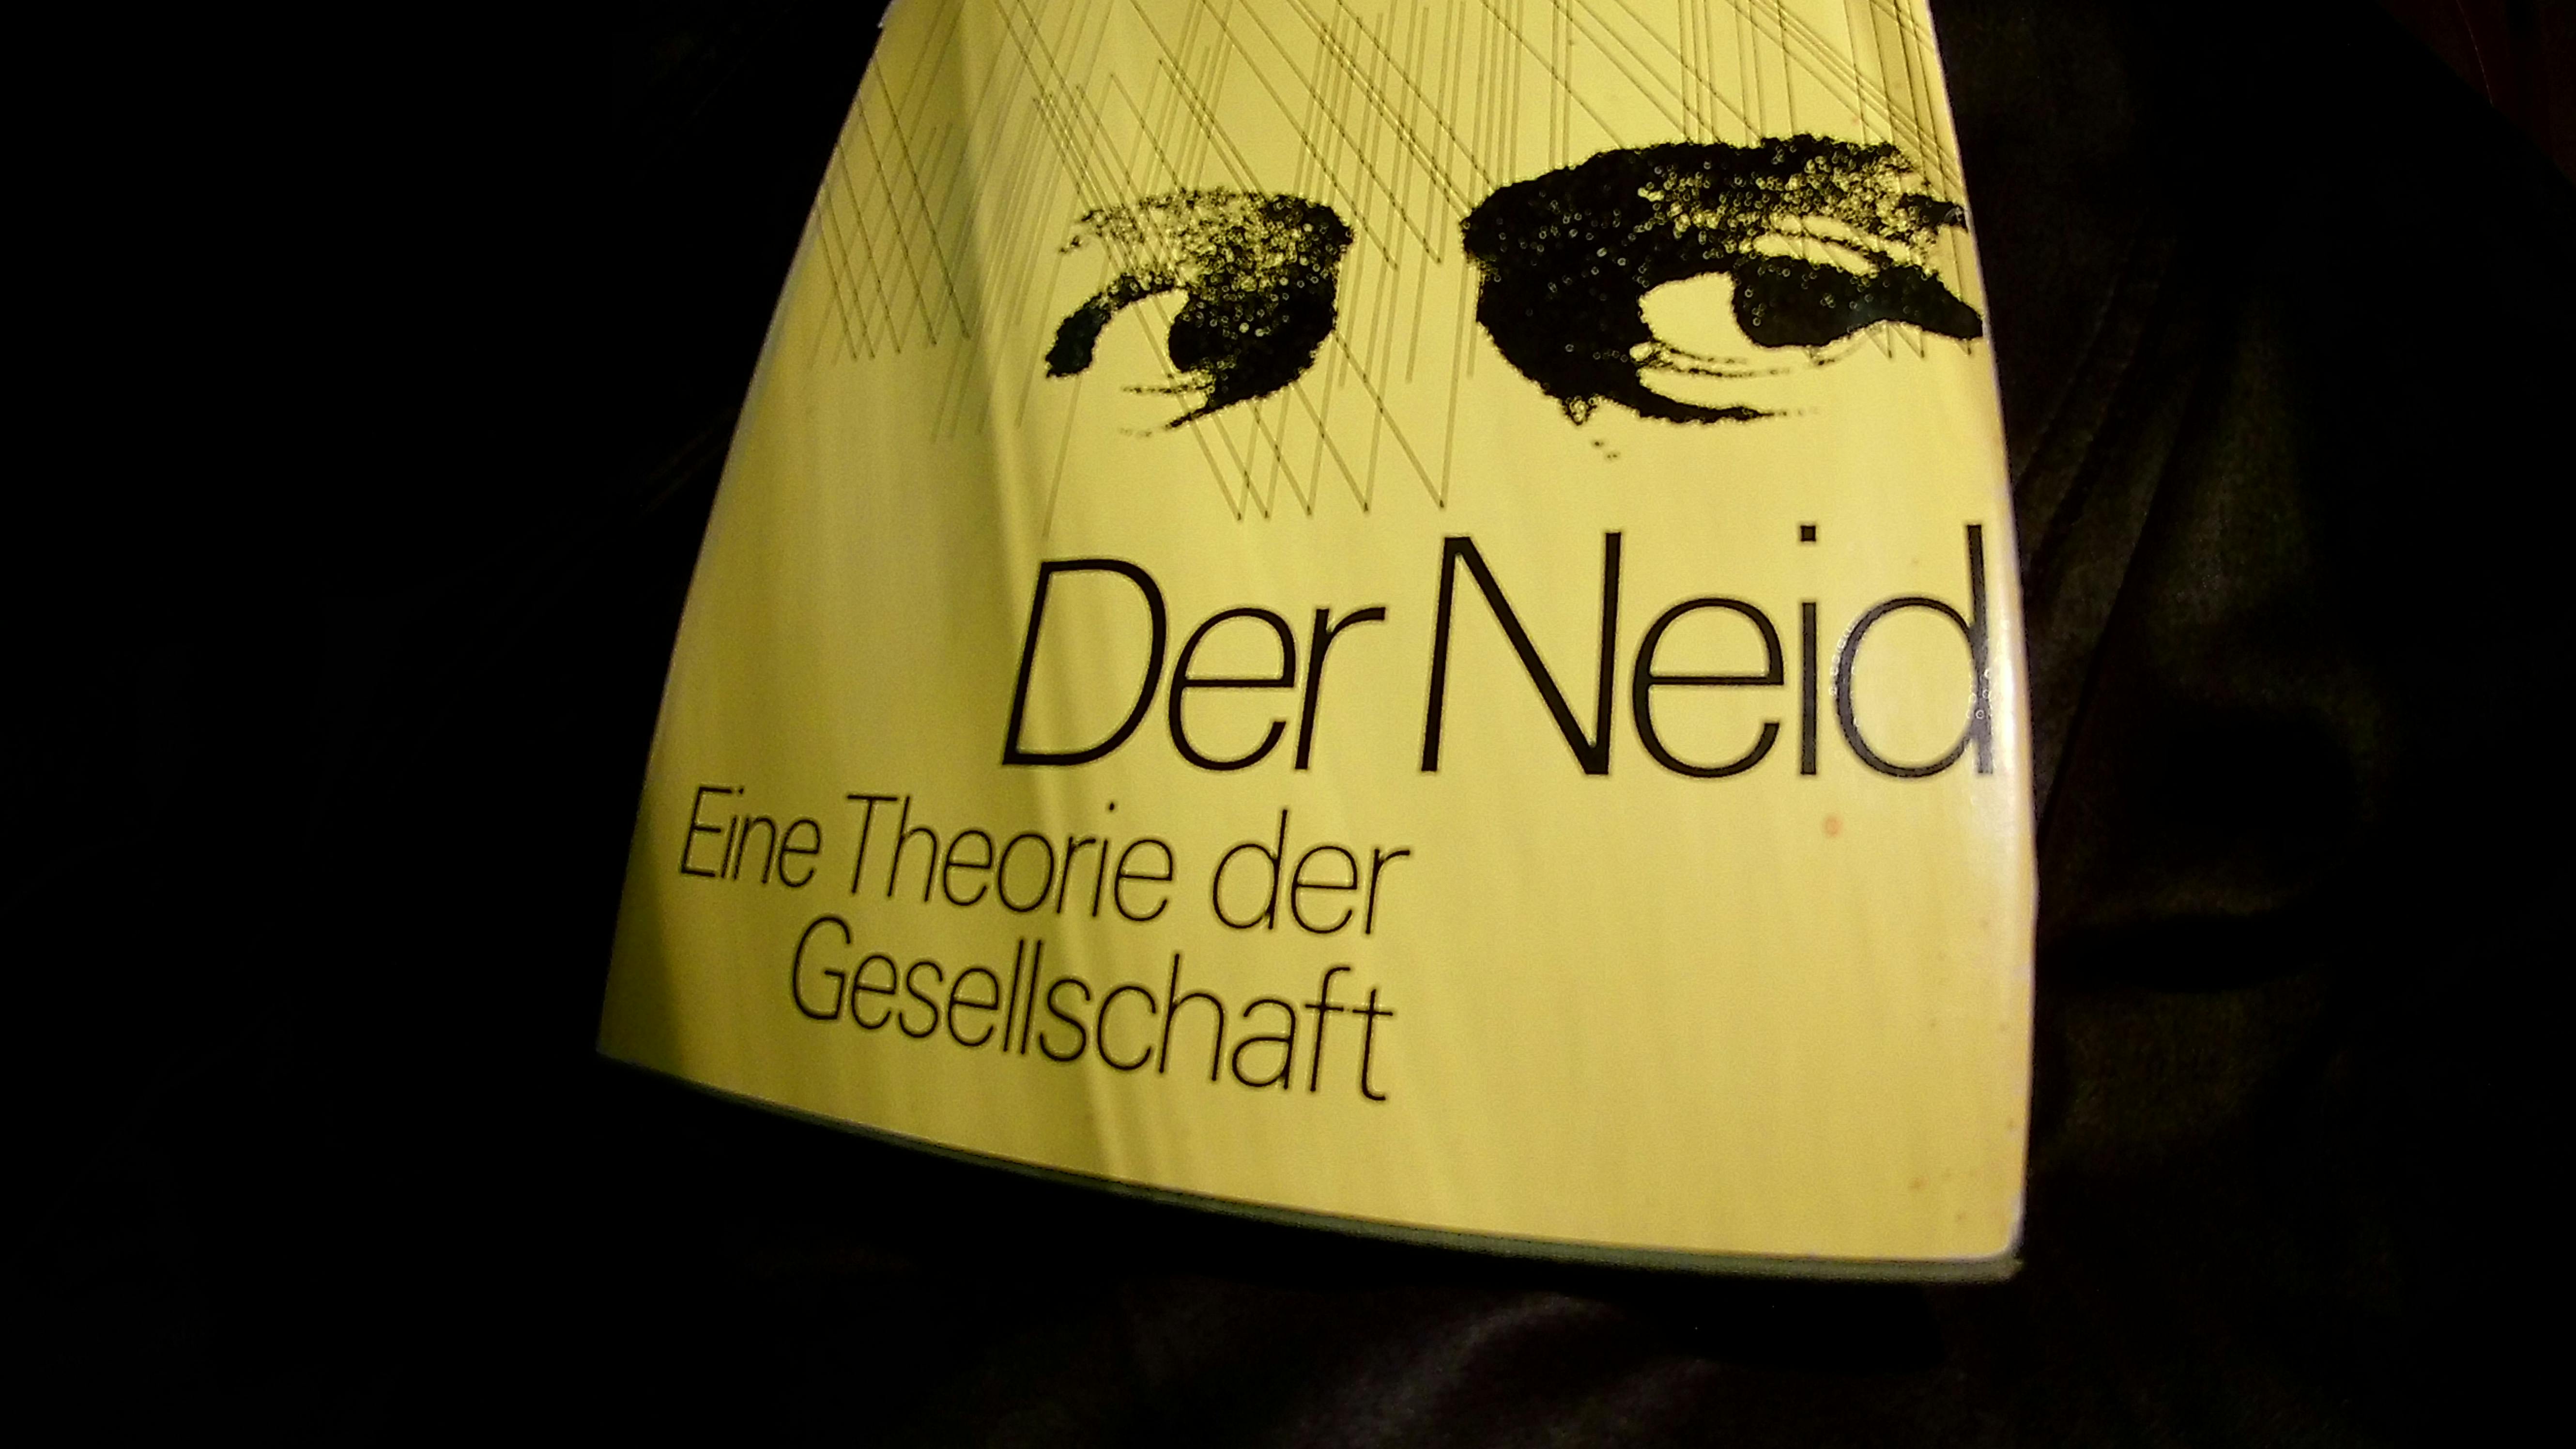 Der Neid
Eine Theorie der
Gesellschaft